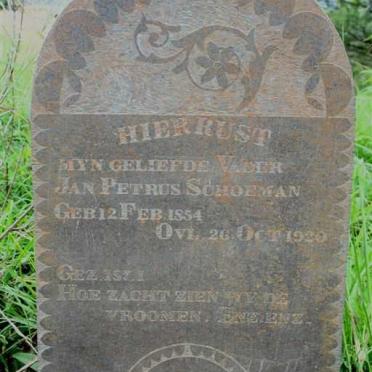 HIER RUST
MYN GELIEFDE VADER
JAN PETRUS SCHOEMAN
GEB 12 FEB. 1854
OVL. 26. OCT 1920
GEZ. 187. 1
HOE ZACHT ZIEN WY DE
VROOMEN. ENZ. ENZ.